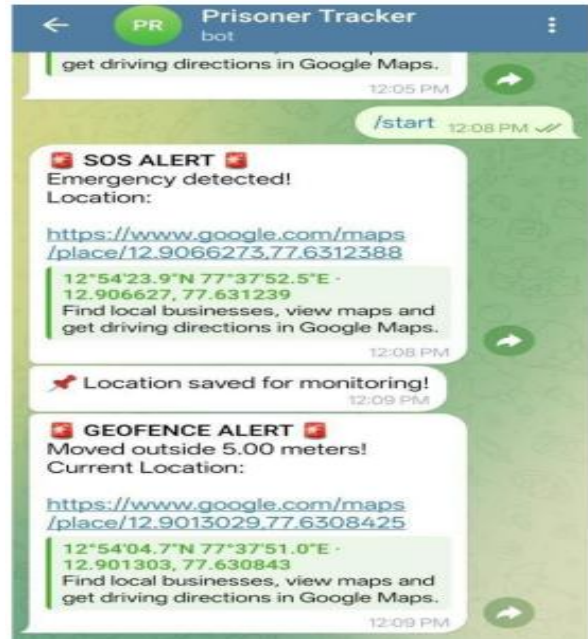 PR
Prisoner Tracker
bot
get driving directions in Google Maps.
12:05 PM
/start 12:08 PM
SOS ALERT
Emergency detected!
Location:
https://www.google.com/maps
/place/12.9066273,77.6312388
12°54'23.9"N 77°37'52.5"E ·
12.906627, 77.631239
Find local businesses, view maps and
get driving directions in Google Maps.
12:08 PM
Location saved for monitoring!
12:09 PM
GEOFENCE ALERT
Moved outside 5.00 meters!
Current Location:
https://www.google.com/maps
/place/12.9013029,77.6308425
12°54'04.7"N 77°37'51.0"E ·
12.901303, 77.630843
Find local businesses, view maps and
get driving directions in Google Maps.
12:09 PM